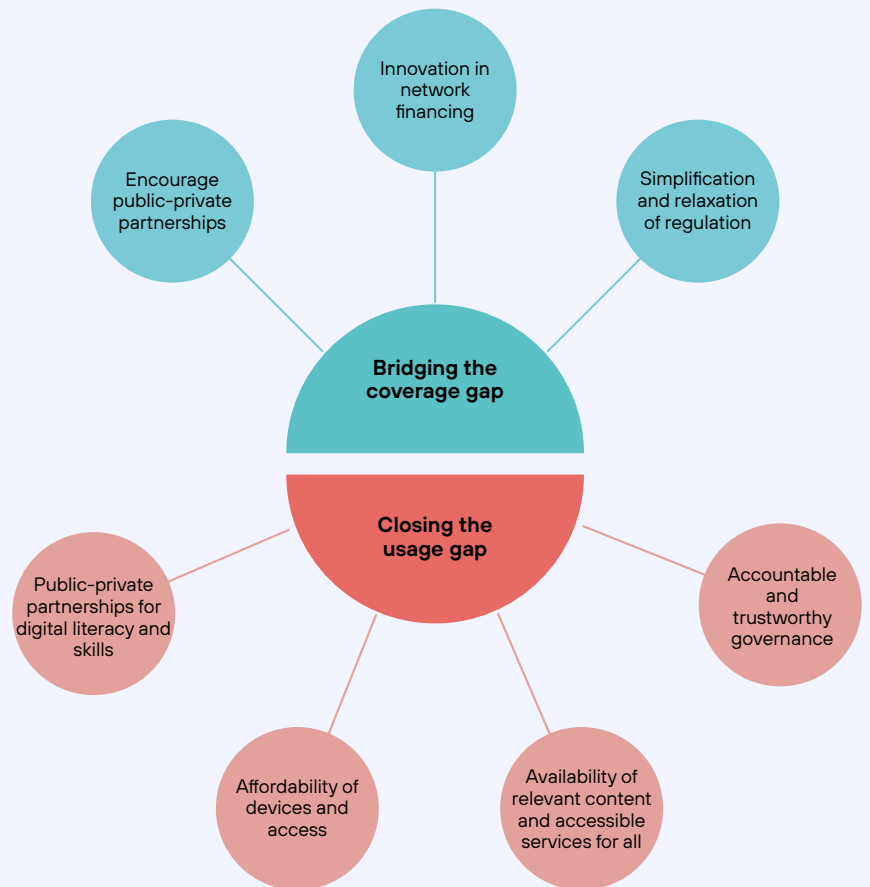 Innovation in
network
financing
Encourage
public-private
partnerships
Simplification
and relaxation
of regulation
Bridging the
coverage gap
Closing the
usage gap
Public-private
partnerships for
digital literacy and
skills
Accountable
and
trustworthy
governance
Affordability of
devices and
access
Availability of
relevant content
and accessible
services for all